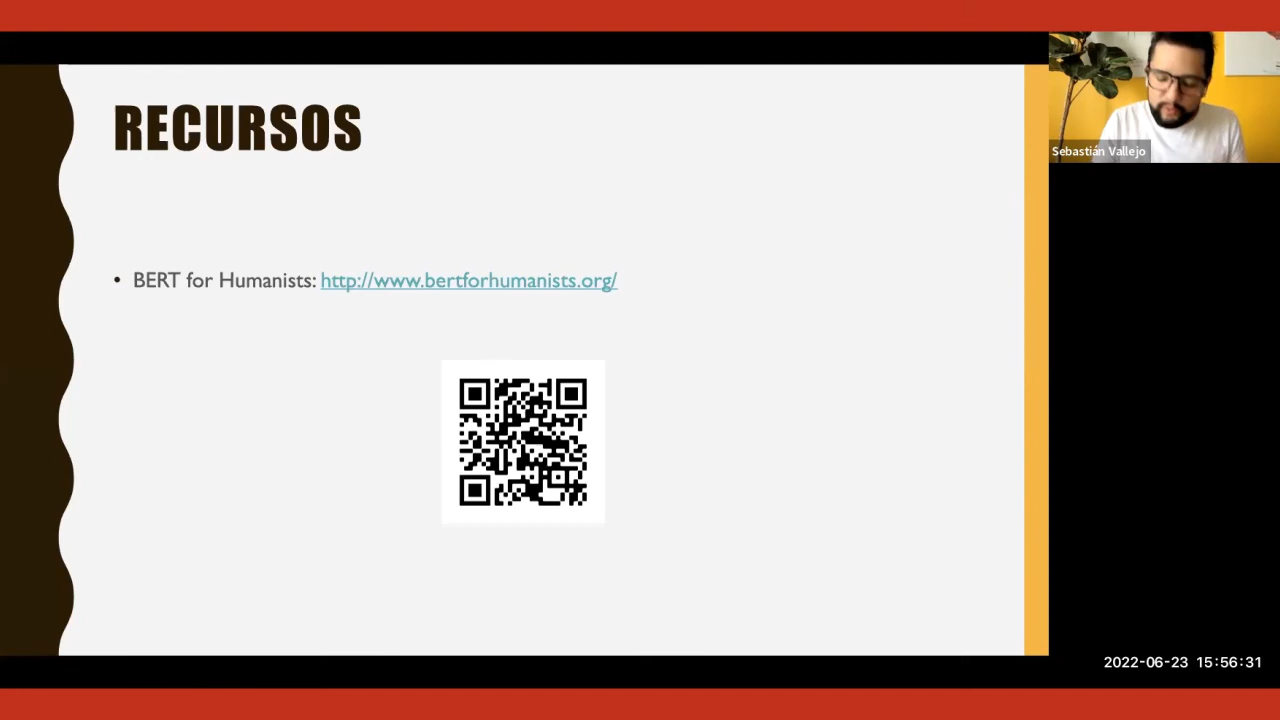 RECURSOS
• BERT for Humanists: http://www.bertforhumanists.org/
Sebastián Vallejo
2022-06-23 15:56:31